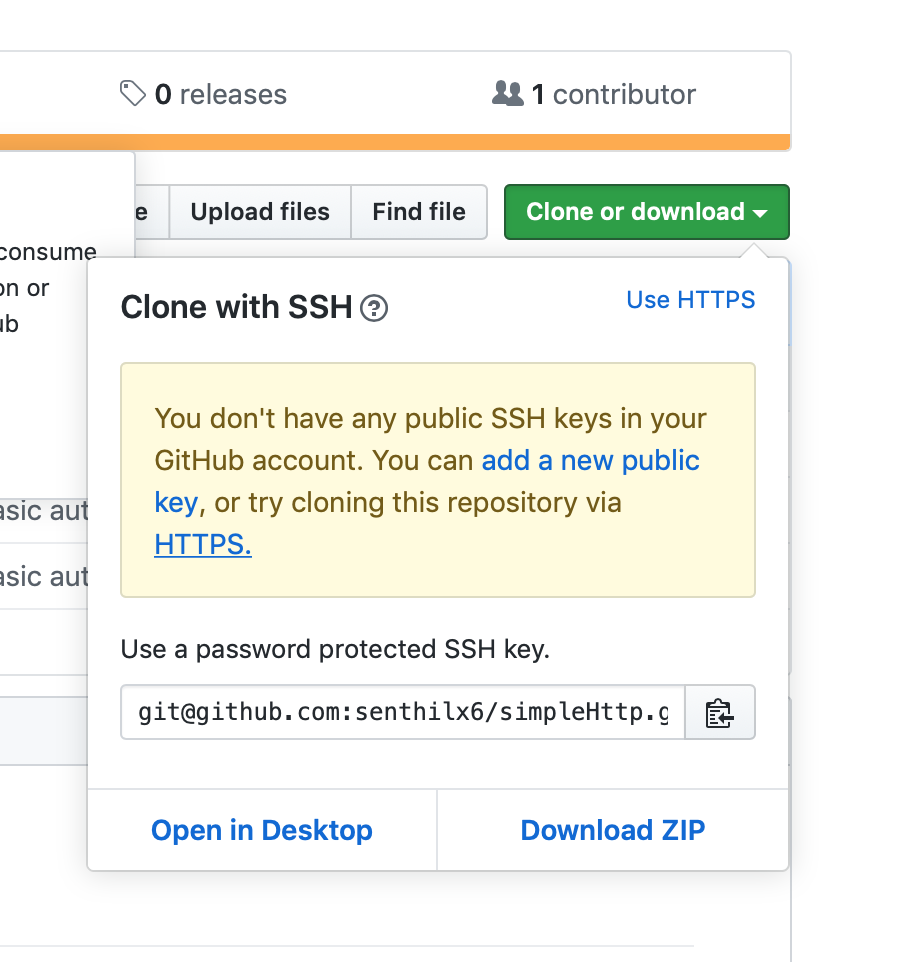 0 releases
1 contributor
e
Upload files
Find file
Clone or download
consume
on or
ub
Clone with SSH
Use HTTPS
You don't have any public SSH keys in your
GitHub account. You can add a new public
key, or try cloning this repository via
HTTPS.
asic aut
asic aut
Use a password protected SSH key.
git@github.com:senthilx6/simpleHttp.g
Open in Desktop
Download ZIP